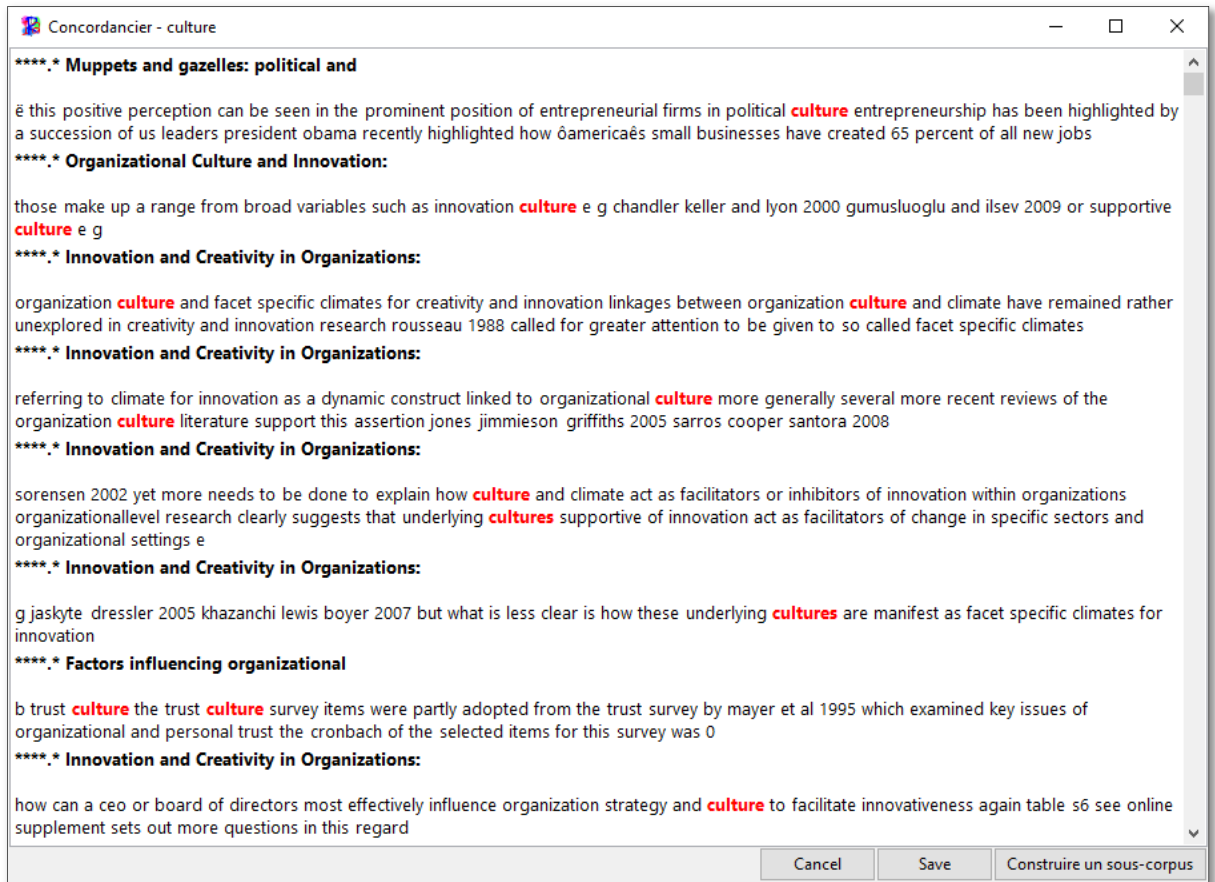 Concordancier - culture
****.* Muppets and gazelles: political and
ë this positive perception can be seen in the prominent position of entrepreneurial firms in political culture entrepreneurship has been highlighted by
a succession of us leaders president obama recently highlighted how ôamericaês small businesses have created 65 percent of all new jobs
****.* Organizational Culture and Innovation:
those make up a range from broad variables such as innovation culture e g chandler keller and lyon 2000 gumusluoglu and ilsev 2009 or supportive
culture e g
****.* Innovation and Creativity in Organizations:
organization culture and facet specific climates for creativity and innovation linkages between organization culture and climate have remained rather
unexplored in creativity and innovation research rousseau 1988 called for greater attention to be given to so called facet specific climates
****.* Innovation and Creativity in Organizations:
referring to climate for innovation as a dynamic construct linked to organizational culture more generally several more recent reviews of the
organization culture literature support this assertion jones jimmieson griffiths 2005 sarros cooper santora 2008
****.* Innovation and Creativity in Organizations:
sorensen 2002 yet more needs to be done to explain how culture and climate act as facilitators or inhibitors of innovation within organizations
organizationallevel research clearly suggests that underlying cultures supportive of innovation act as facilitators of change in specific sectors and
organizational settings e
****.* Innovation and Creativity in Organizations:
g jaskyte dressler 2005 khazanchi lewis boyer 2007 but what is less clear is how these underlying cultures are manifest as facet specific climates for
innovation
****.* Factors influencing organizational
b trust culture the trust culture survey items were partly adopted from the trust survey by mayer et al 1995 which examined key issues of
organizational and personal trust the cronbach of the selected items for this survey was 0
****.* Innovation and Creativity in Organizations:
how can a ceo or board of directors most effectively influence organization strategy and culture to facilitate innovativeness again table s6 see online
supplement sets out more questions in this regard
Cancel Save Construire un sous-corpus